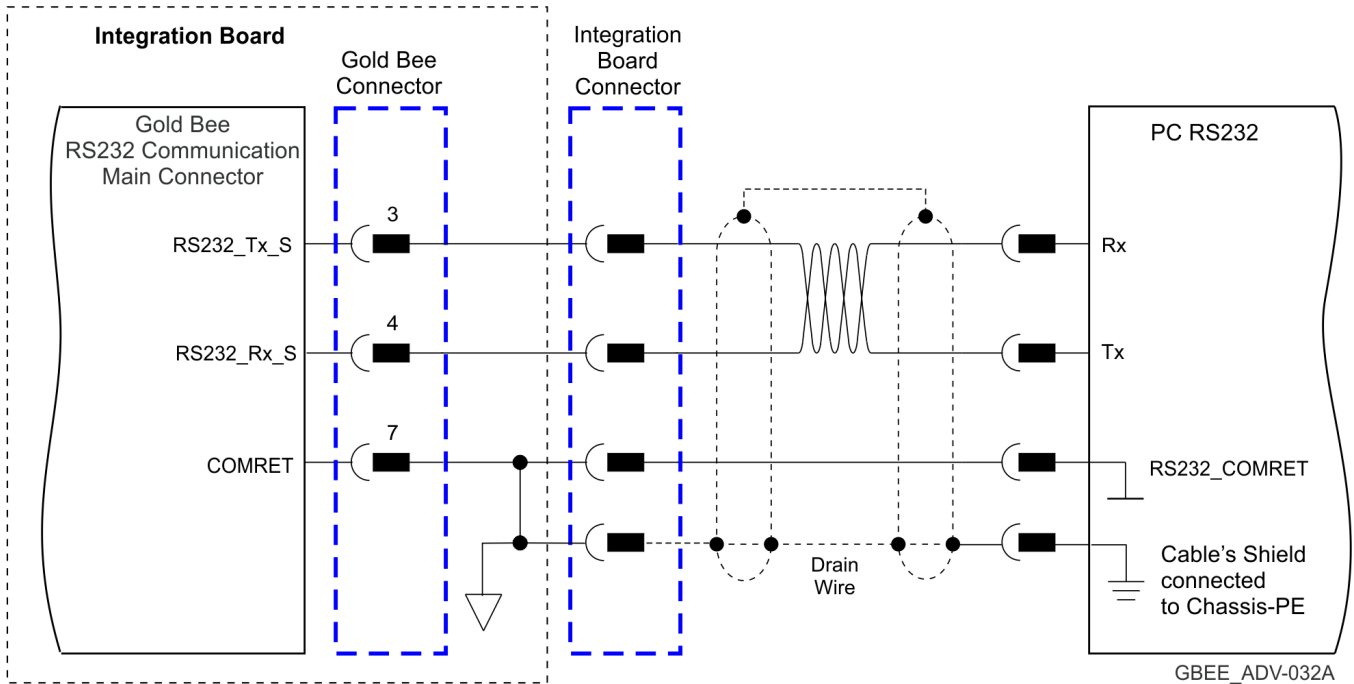 Integration Board
Gold Bee
Connector
Integration
Board
Connector
Gold Bee
RS232 Communication
Main Connector
PC RS232
3
RS232_Tx_S
Rx
4
RS232_Rx_S
Tx
7
COMRET
RS232_COMRET
Drain
Wire
Cable's Shield
connected
to Chassis-PE
GBEE_ADV-032A